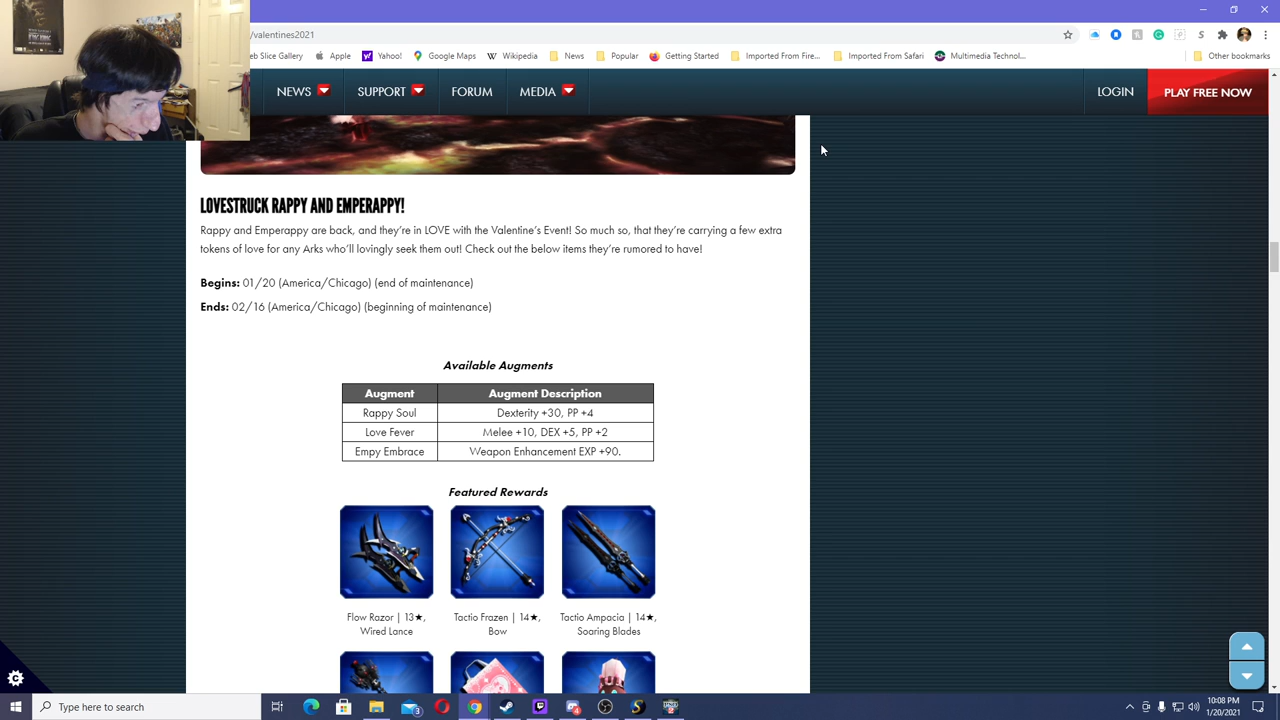 /valentines2021
eb Slice Gallery Apple Yahoo! Google Maps Wikipedia News Popular Getting Started Imported From Fire... Imported From Safari Multimedia Technol... Other bookmarks
NEWS SUPPORT FORUM MEDIA LOGIN PLAY FREE NOW
LOVESTRUCK RAPPY AND EMPERAPPY!
Rappy and Emperappy are back, and they're in LOVE with the Valentine's Event! So much so, that they're carrying a few extra
tokens of love for any Arks who'll lovingly seek them out! Check out the below items they're rumored to have!
Begins: 01/20 (America/Chicago) (end of maintenance)
Ends: 02/16 (America/Chicago) (beginning of maintenance)
Available Augments
Augment Augment Description
Rappy Soul Dexterity +30, PP +4
Love Fever Melee +10, DEX +5, PP +2
Empy Embrace Weapon Enhancement EXP +90.
Featured Rewards
Flow Razor | 13★, Tactio Frazen | 14★, Tactio Ampacia | 14★,
Wired Lance Bow Soaring Blades
Type here to search
3
4
10:08 PM
1/20/2021